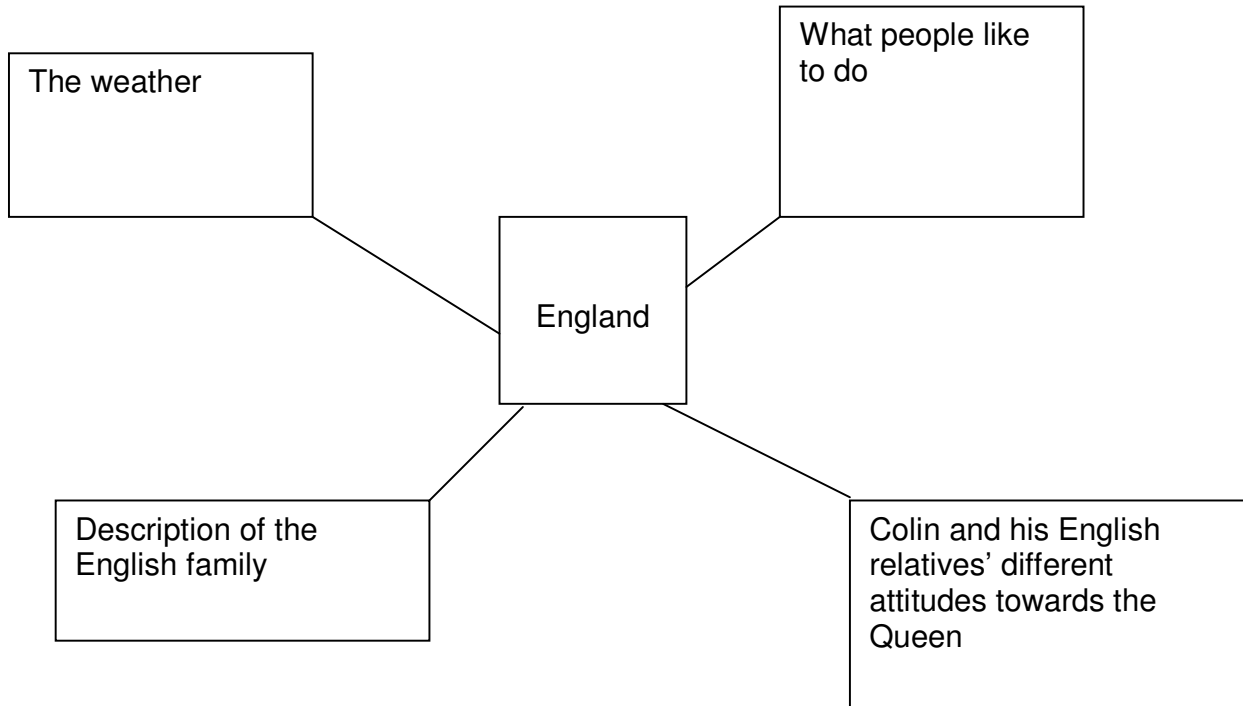 The weather
What people like
to do
England
Description of the
English family
Colin and his English
relatives’ different
attitudes towards the
Queen